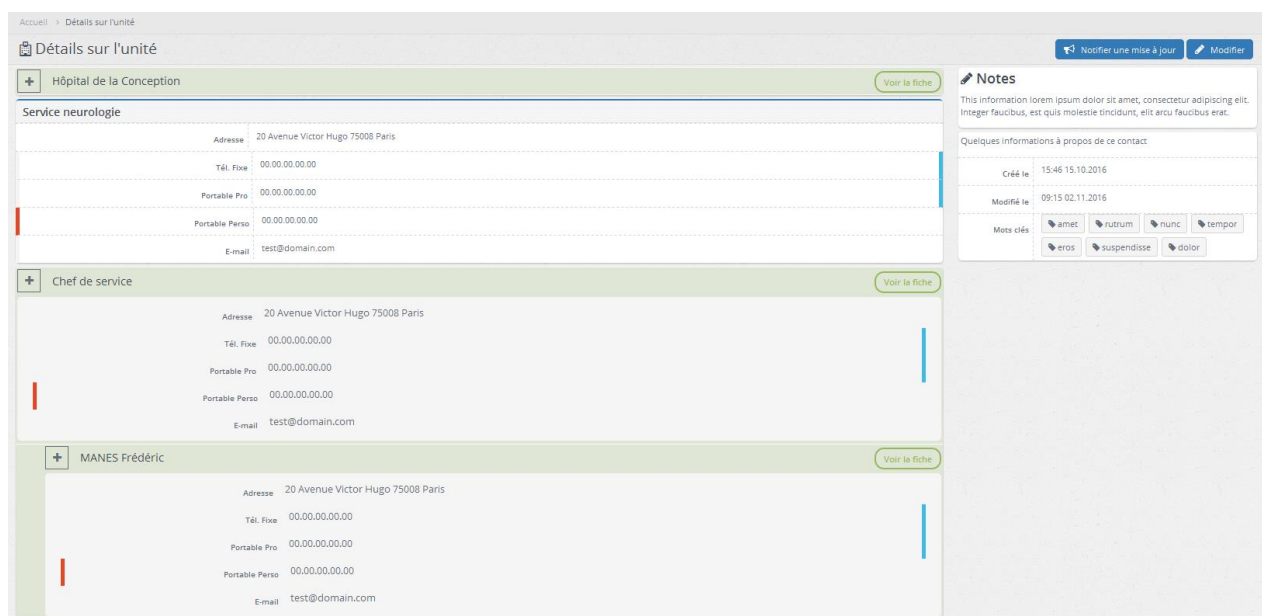 Accueil > Détails sur l'unité
Détails sur l'unité
Notifier une mise à jour
Modifier
Hôpital de la Conception
Voir la fiche
Service neurologie
Adresse 20 Avenue Victor Hugo 75008 Paris
Tél. Fixe 00.00.00.00.00
Portable Pro 00.00.00.00.00
Portable Perso 00.00.00.00.00
E-mail test@domain.com
Chef de service
Voir la fiche
Adresse 20 Avenue Victor Hugo 75008 Paris
Tél. Fixe 00.00.00.00.00
Portable Pro 00.00.00.00.00
Portable Perso 00.00.00.00.00
E-mail test@domain.com
MANES Frédéric
Voir la fiche
Adresse 20 Avenue Victor Hugo 75008 Paris
Tél. Fixe 00.00.00.00.00
Portable Pro 00.00.00.00.00
Portable Perso 00.00.00.00.00
E-mail test@domain.com
Notes
This information lorem ipsum dolor sit amet, consectetur adipiscing elit.
Integer faucibus, est quis molestie tincidunt, elit arcu faucibus erat.
Quelques informations à propos de ce contact
Créé le 15:46 15.10.2016
Modifié le 09:15 02.11.2016
Mots clés amet rutrum nunc tempor
eros suspendisse dolor